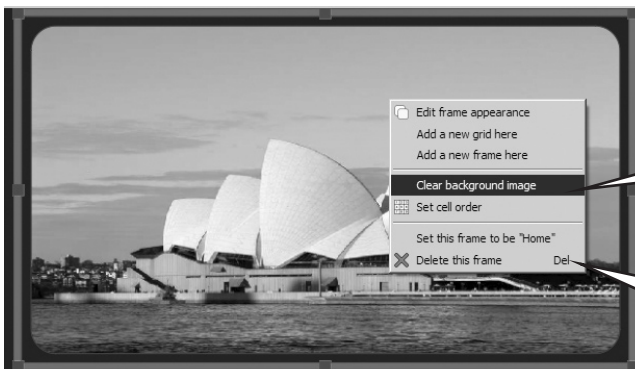 Edit frame appearance
Add a new grid here
Add a new frame here
Clear background image
Set cell order
Set this frame to be "Home"
Delete this frame Del